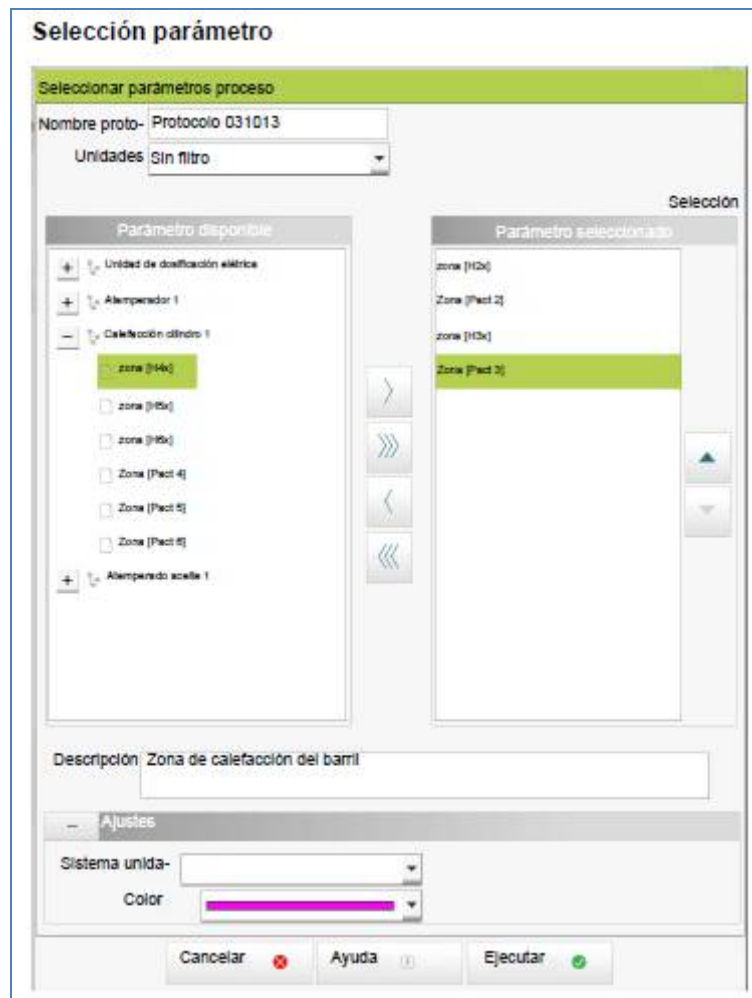 Selección parámetro
Seleccionar parámetros proceso
Nombre proto- Protocolo 031013
Unidades Sin filtro
Selección
Parámetro disponible
Parámetro seleccionado
Unidad de dosificación elétrica
Atemperador 1
Calefacción cilindro 1
zona [H4x]
zona [H5x]
zona [H6x]
Zona [Pact 4]
Zona [Pact 5]
Zona [Pact 6]
Atemperado aceite 1
zona [H2x]
Zona [Pact 2]
zona [H3x]
Zona [Pact 3]
Descripción Zona de calefacción del barril
Ajustes
Sistema unida-
Color
Cancelar Ayuda Ejecutar